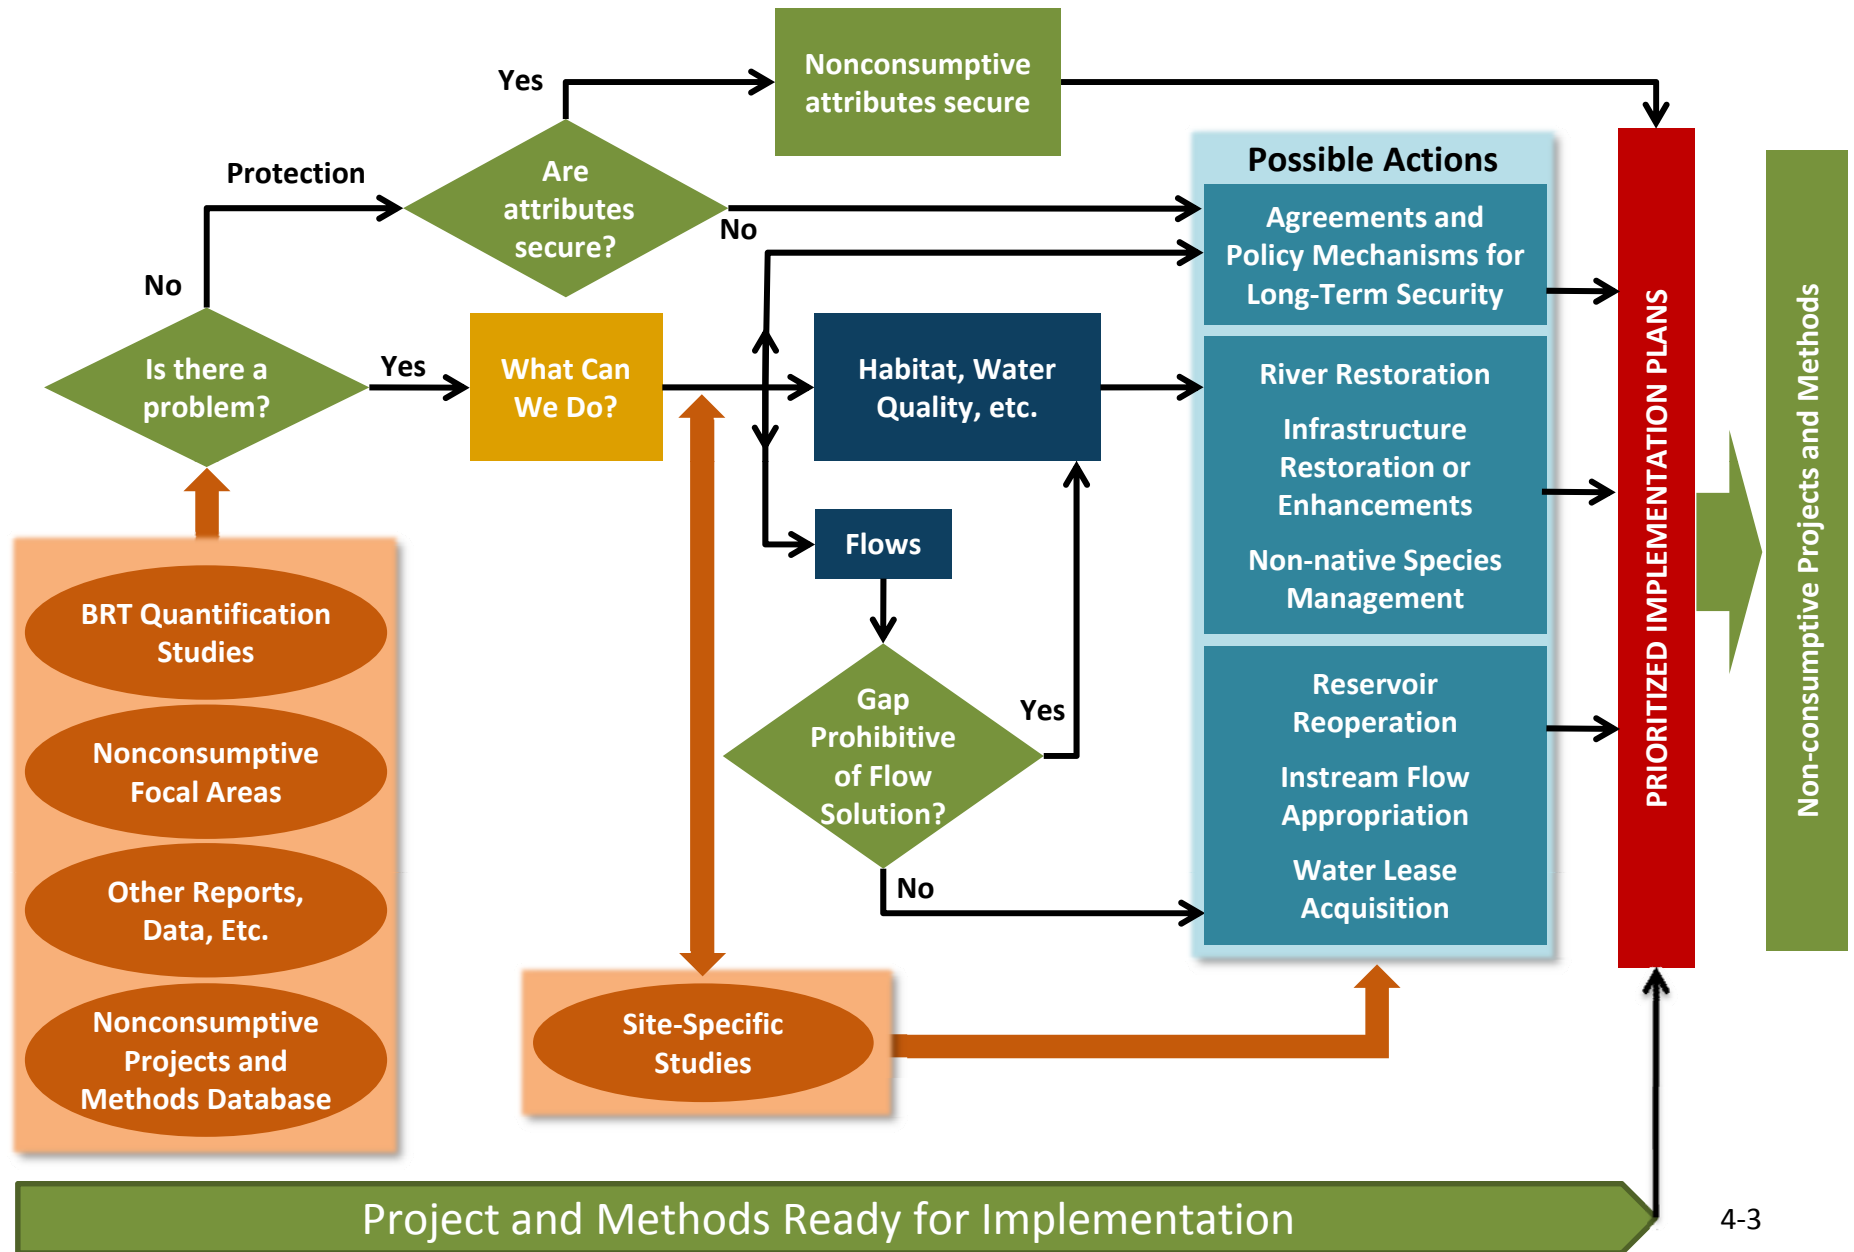 Yes
Nonconsumptive
attributes secure
Protection
Are
attributes
secure?
No
No
Is there a
problem?
Yes
What Can
We Do?
Habitat, Water
Quality, etc.
Flows
Gap
Prohibitive
of Flow
Solution?
Yes
No
Possible Actions
Agreements and
Policy Mechanisms for
Long-Term Security
River Restoration
Infrastructure
Restoration or
Enhancements
Non-native Species
Management
Reservoir
Reoperation
Instream Flow
Appropriation
Water Lease
Acquisition
PRIORITIZED IMPLEMENTATION PLANS
Non-consumptive Projects and Methods
BRT Quantification
Studies
Nonconsumptive
Focal Areas
Other Reports,
Data, Etc.
Nonconsumptive
Projects and
Methods Database
Site-Specific
Studies
Project and Methods Ready for Implementation
4-3